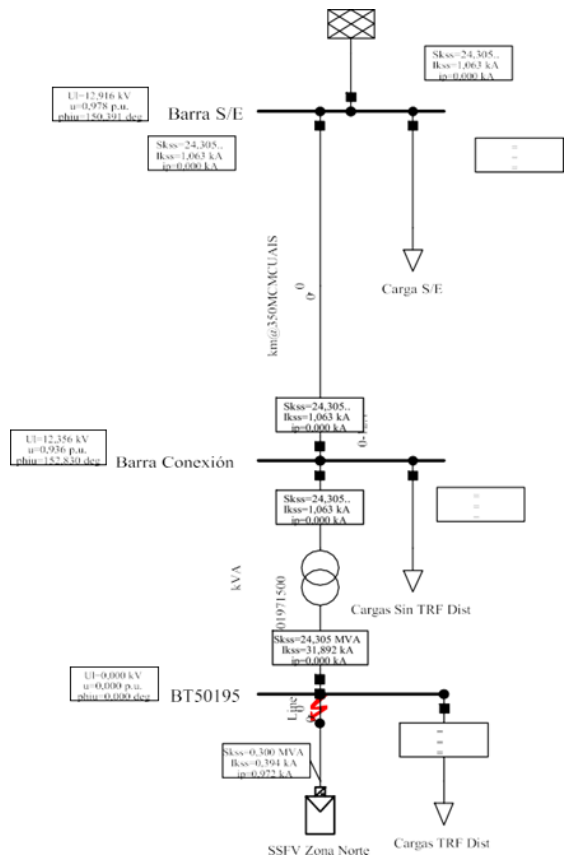 Skss=24,305..
Ikss=1,063 kA
ip=0,000 kA
Ul=12,916 kV
u=0,978 p.u.
phiu=150,391 deg
Barra S/E
Skss=24,305..
Ikss=1,063 kA
ip=0,000 kA
=
=
=
km@350MCMCUAIS
Carga S/E
Skss=24,305..
Ikss=1,063 kA
ip=0,000 kA
Ul=12,356 kV
u=0,936 p.u.
phiu=152,830 deg
Barra Conexión
Skss=24,305..
Ikss=1,063 kA
ip=0,000 kA
=
=
=
kVA
01971500
Cargas Sin TRF Dist
Skss=24,305 MVA
Ikss=31,892 kA
ip=0,000 kA
Ul=0,000 kV
u=0,000 p.u.
phiu=0,000 deg
BT50195
=
=
=
Skss=0,300 MVA
Ikss=0,394 kA
ip=0,972 kA
SSFV Zona Norte
Cargas TRF Dist